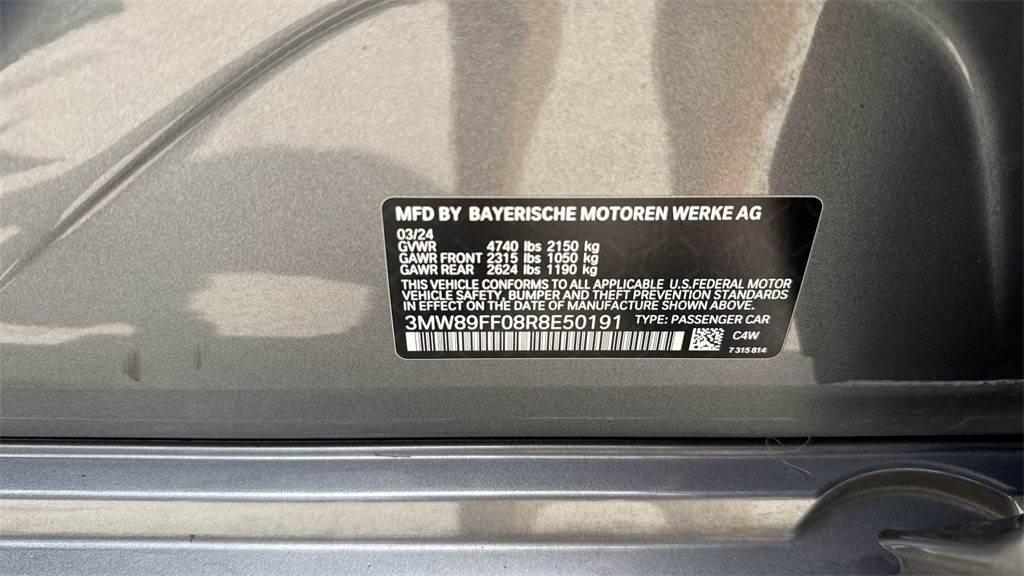 MFD BY BAYERISCHE MOTOREN WERKE AG
03/24
GVWR 4740 lbs 2150 kg
GAWR FRONT 2315 lbs 1050 kg
GAWR REAR 2624 lbs 1190 kg
THIS VEHICLE CONFORMS TO ALL APPLICABLE U.S.FEDERAL MOTOR
VEHICLE SAFETY, BUMPER AND THEFT PREVENTION STANDARDS
IN EFFECT ON THE DATE OF MANUFACTURE SHOWN ABOVE.
3MW89FF08R8E50191 TYPE: PASSENGER CAR
C4W
7 315 814